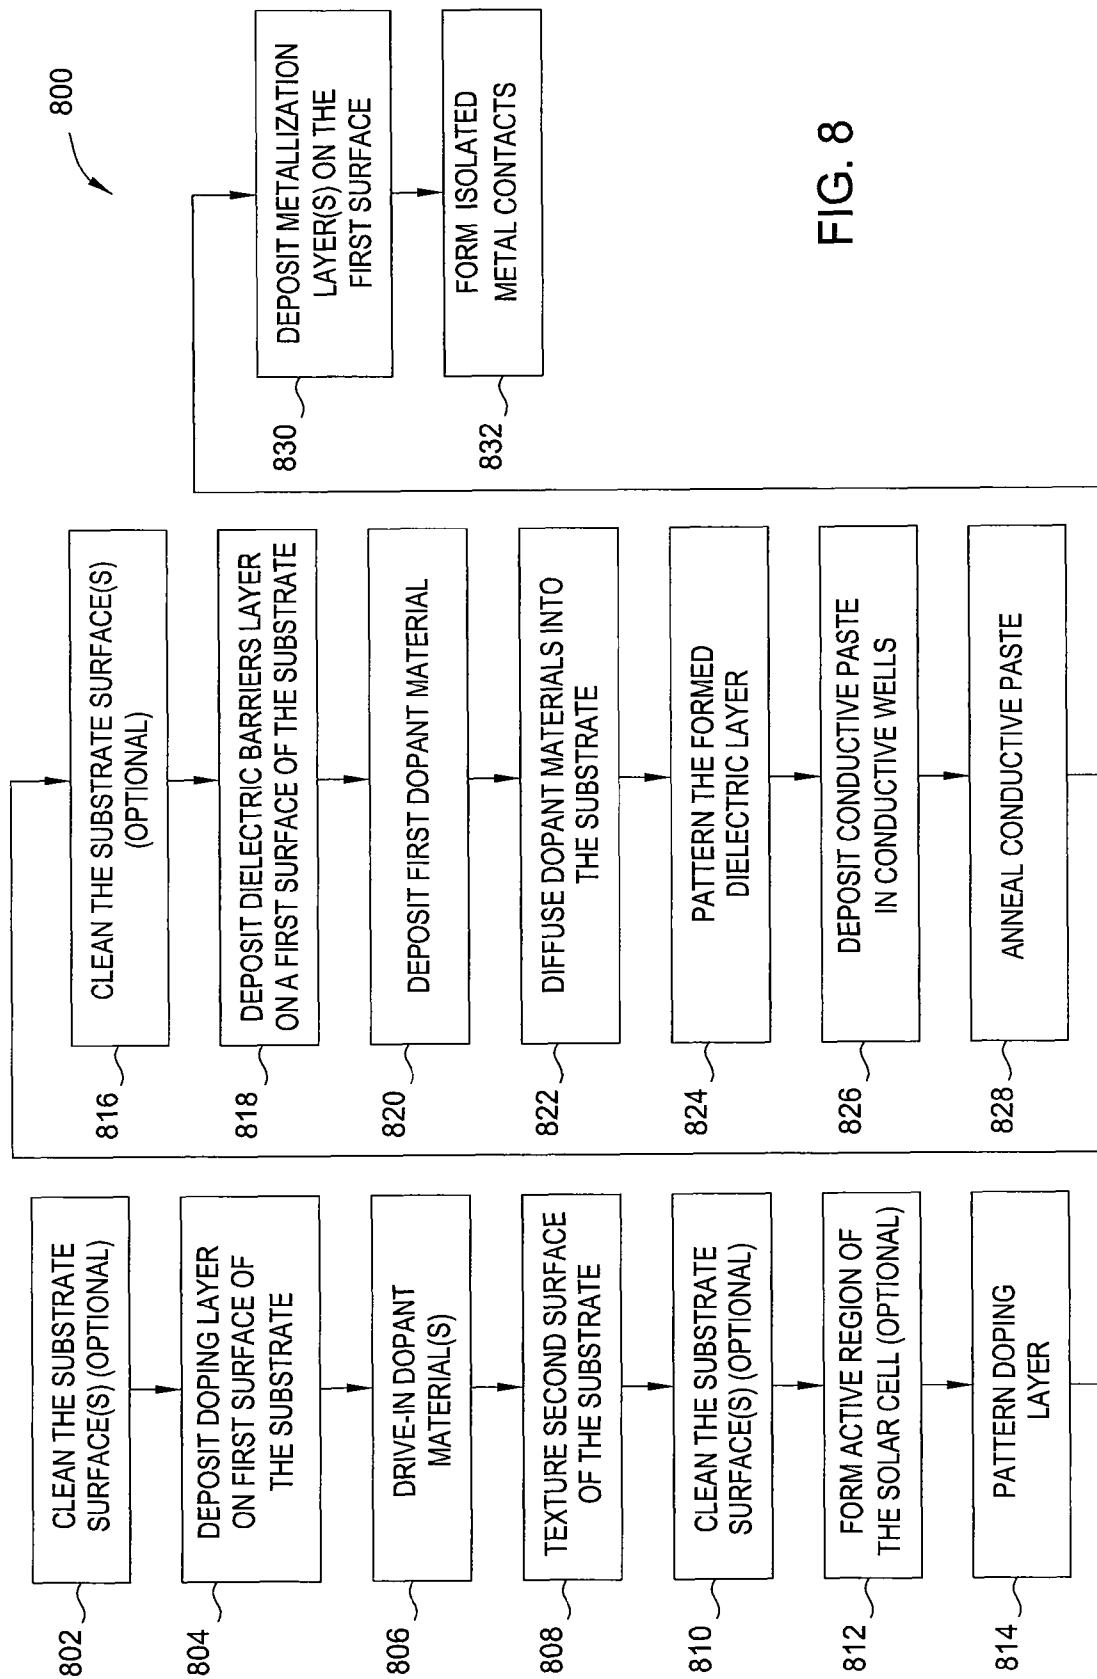 800
802
CLEAN THE SUBSTRATE
SURFACE(S) (OPTIONAL)
804
DEPOSIT DOPING LAYER
ON FIRST SURFACE OF
THE SUBSTRATE
806
DRIVE-IN DOPANT
MATERIAL(S)
808
TEXTURE SECOND SURFACE
OF THE SUBSTRATE
810
CLEAN THE SUBSTRATE
SURFACE(S) (OPTIONAL)
812
FORM ACTIVE REGION OF
THE SOLAR CELL (OPTIONAL)
814
PATTERN DOPING
LAYER
816
CLEAN THE SUBSTRATE SURFACE(S)
(OPTIONAL)
818
DEPOSIT DIELECTRIC BARRIERS LAYER
ON A FIRST SURFACE OF THE SUBSTRATE
820
DEPOSIT FIRST DOPANT MATERIAL
822
DIFFUSE DOPANT MATERIALS INTO
THE SUBSTRATE
824
PATTERN THE FORMED
DIELECTRIC LAYER
826
DEPOSIT CONDUCTIVE PASTE
IN CONDUCTIVE WELLS
828
ANNEAL CONDUCTIVE PASTE
830
DEPOSIT METALLIZATION
LAYER(S) ON THE
FIRST SURFACE
832
FORM ISOLATED
METAL CONTACTS
FIG. 8